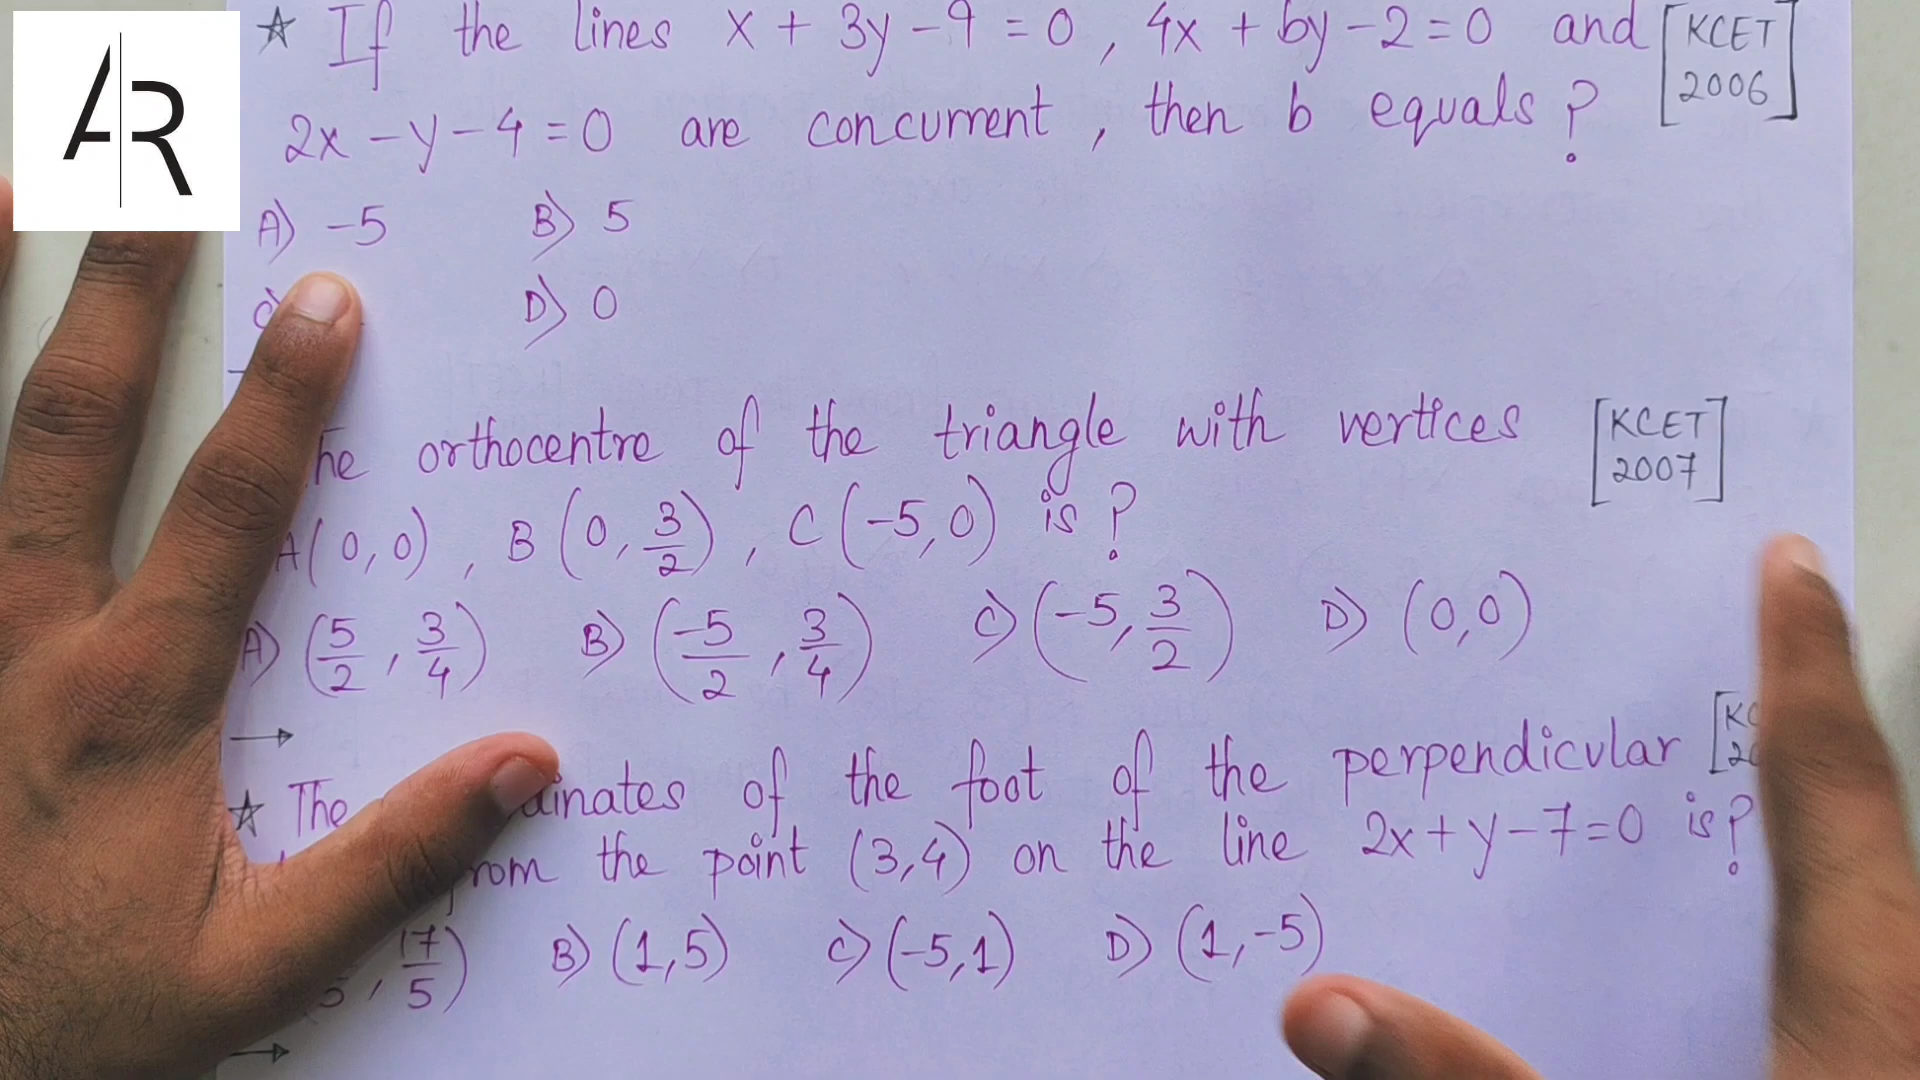 AR
☆ If the lines x + 3y - 9 = 0 , 4x + by - 2 = 0 and [KCET 2006]
2x - y - 4 = 0 are concurrent , then b equals ?
A) -5 B) 5
D) 0
orthocentre of the triangle with vertices [KCET 2007]
A(0,0) , B(0, 3/2) , C(-5,0) is ?
A) (5/2 , 3/4) B) (-5/2 , 3/4) C) (-5, 3/2) D) (0,0)
→
☆ The of the foot of the perpendicular
the point (3,4) on the line 2x+y-7=0 is?
17/5) B) (1,5) C) (-5,1) D) (1,-5)
→